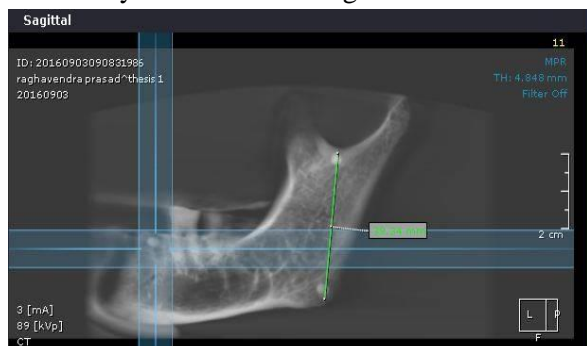 Sagittal
11
ID: 20160903090831986
raghavendra prasad^thesis 1
20160903
MPR
TH: 4.848 mm
Filter Off
2 cm
3 [mA]
89 [kVp]
CT
L P
F